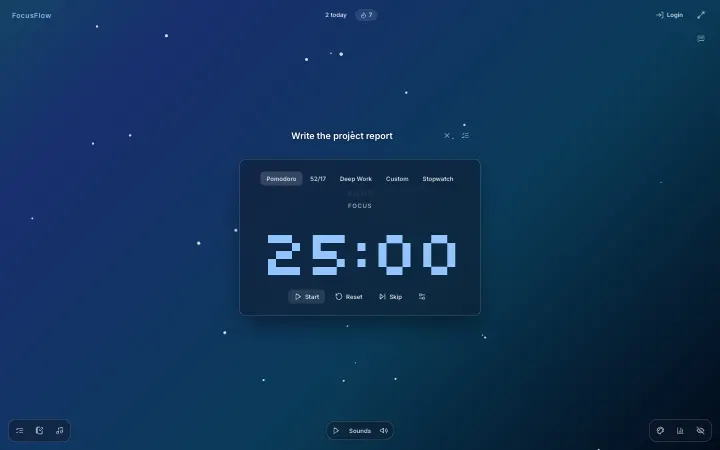 FocusFlow
2 today
7
Login
Write the project report
Pomodoro
52/17
Deep Work
Custom
Stopwatch
FOCUS
25:00
Start
Reset
Skip
Sounds